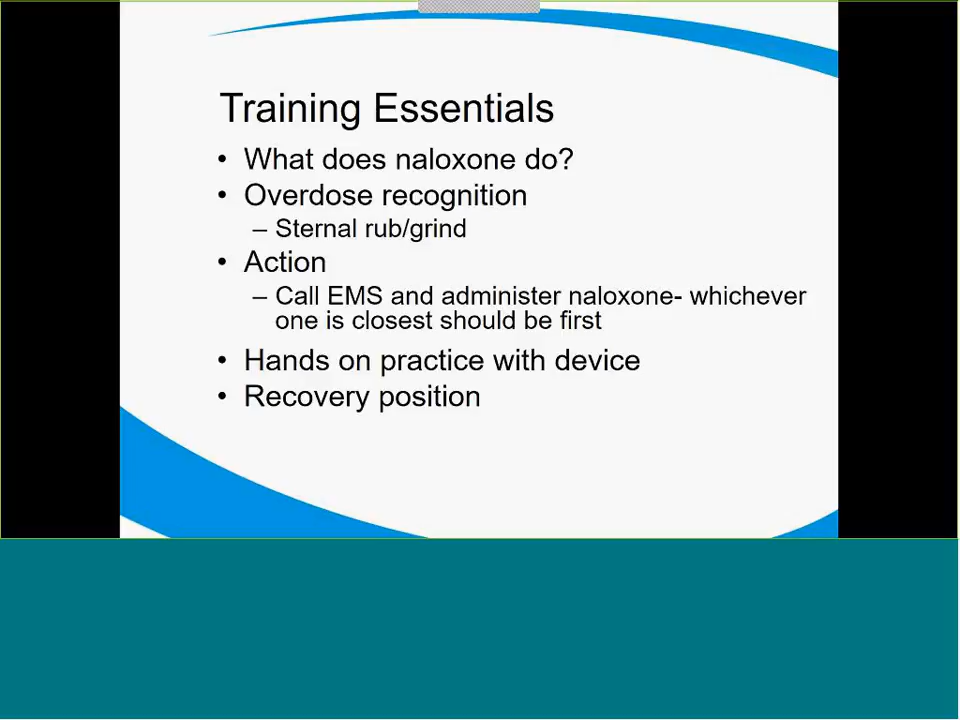 Training Essentials
• What does naloxone do?
• Overdose recognition
– Sternal rub/grind
• Action
– Call EMS and administer naloxone- whichever
one is closest should be first
• Hands on practice with device
• Recovery position